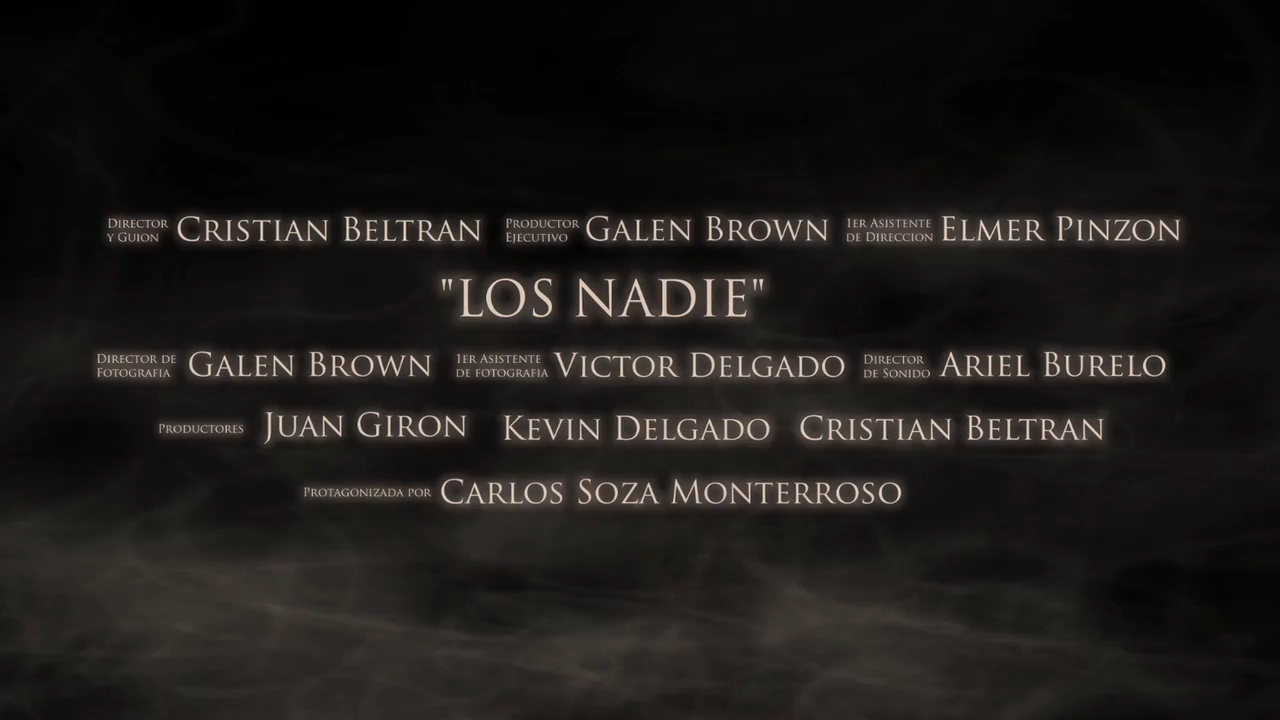 Director y Guion Cristian Beltran Productor Ejecutivo Galen Brown 1er Asistente de Direccion Elmer Pinzon
"LOS NADIE"
Director de Fotografia Galen Brown 1er Asistente de fotografia Victor Delgado Director de Sonido Ariel Burelo
Productores Juan Giron Kevin Delgado Cristian Beltran
Protagonizada por Carlos Soza Monterroso